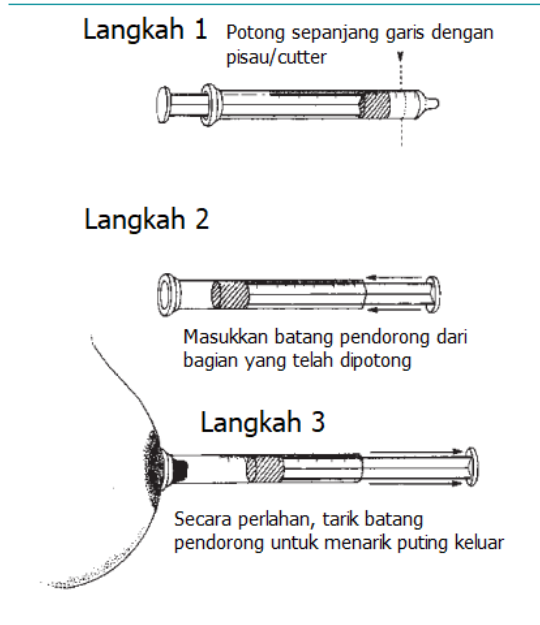 Langkah 1
Potong sepanjang garis dengan
pisau/cutter
Langkah 2
Masukkan batang pendorong dari
bagian yang telah dipotong
Langkah 3
Secara perlahan, tarik batang
pendorong untuk menarik puting keluar